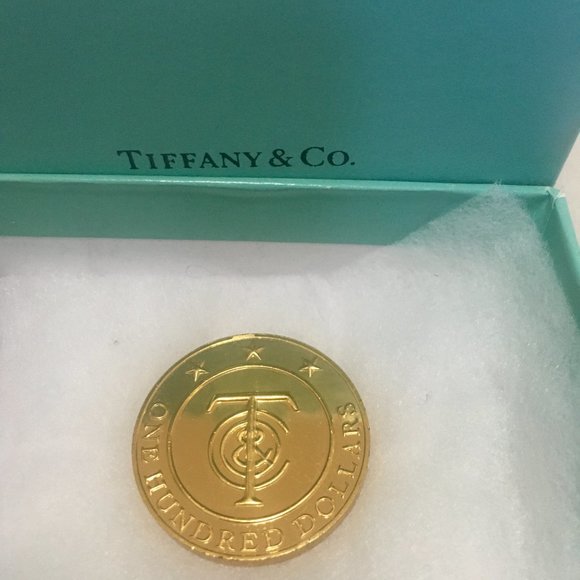 TIFFANY & CO.
T&CO
ONE HUNDRED DOLLARS